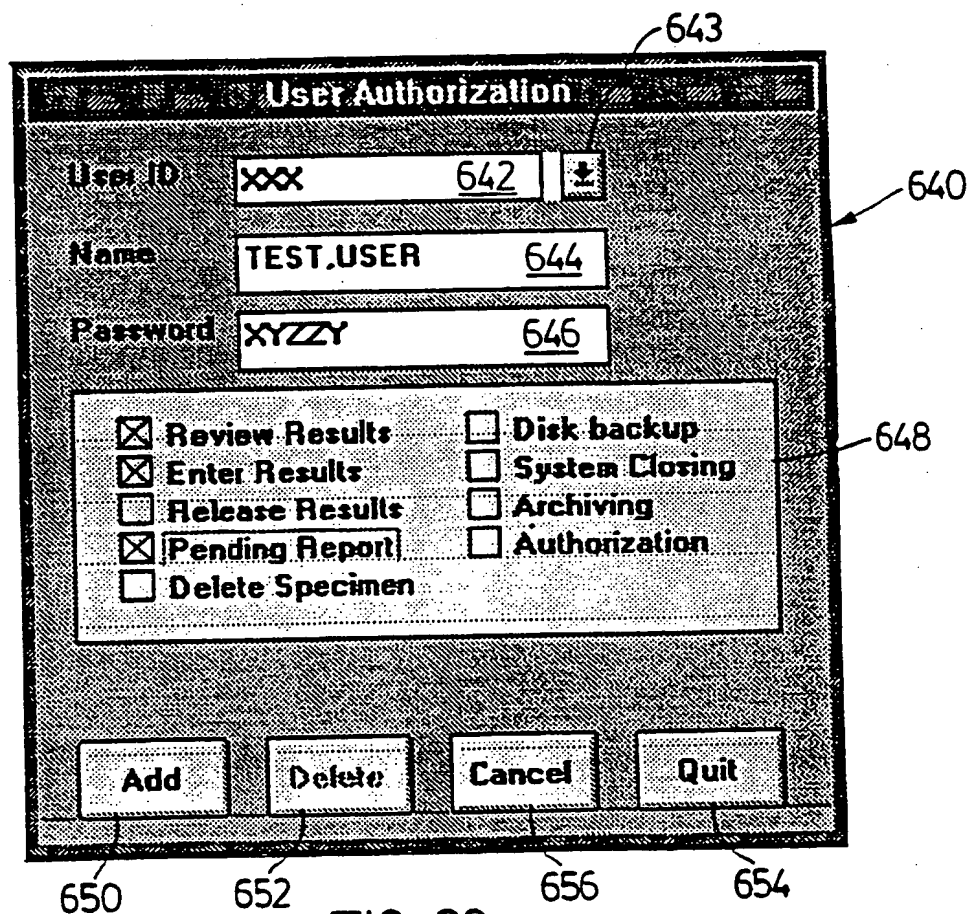 643
User Authorization
User ID XXX 642
640
Name TEST.USER 644
Password XYZZY 646
Review Results Disk backup
648
Enter Results System Closing
Release Results Archiving
Pending Report Authorization
Delete Specimen
Add Delete Cancel Quit
650 652 656 654